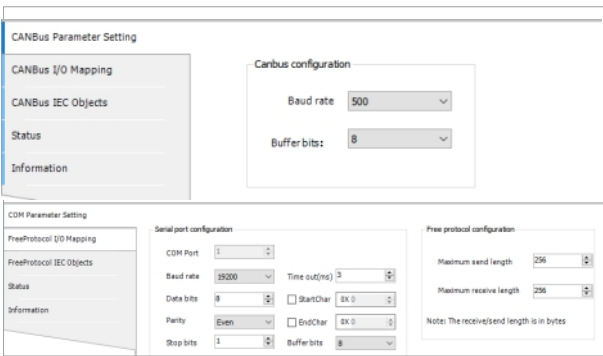 CANBus Parameter Setting
CANBus I/O Mapping
CANBus IEC Objects
Status
Information
Canbus configuration
Baud rate 500
Buffer bits: 8
COM Parameter Setting
FreeProtocol I/O Mapping
FreeProtocol IEC Objects
Status
Information
Serial port configuration
COM Port 1
Baud rate 19200 Time out(ms) 3
Data bits 8 StartChar 0X 0
Parity Even EndChar 0X 0
Stop bits 1 Buffer bits 8
Free protocol configuration
Maximum send length 256
Maximum receive length 256
Note: The receive/send length is in bytes